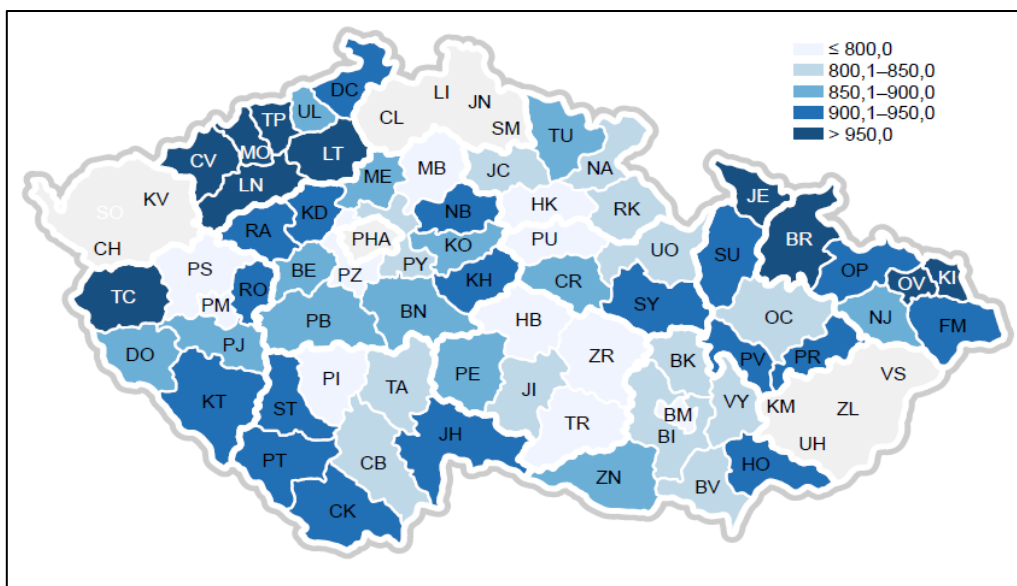 ≤ 800,0
800,1–850,0
850,1–900,0
900,1–950,0
> 950,0
DC
LI
JN
UL
TP
CL
SM
TU
MO
CV
LT
ME
MB
JC
NA
LN
KV
SO
KD
NB
HK
RK
JE
RA
PHA
KO
PU
UO
SU
BR
CH
PS
BE
PZ
PY
OP
OV
KI
TC
RO
KH
CR
SY
PM
PB
BN
HB
OC
NJ
FM
DO
PJ
ZR
PV
PR
PI
TA
PE
JI
BK
VS
KT
ST
BM
VY
KM
ZL
TR
BI
JH
UH
PT
CB
ZN
HO
BV
CK